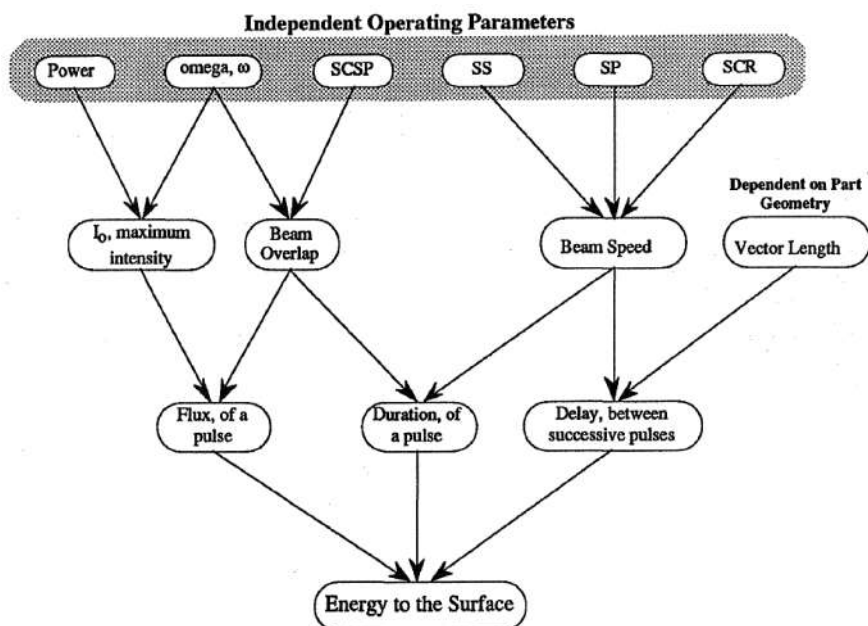 Independent Operating Parameters
Power
omega, ω
SCSP
SS
SP
SCR
Dependent on Part
Geometry
I₀, maximum
intensity
Beam
Overlap
Beam Speed
Vector Length
Flux, of a
pulse
Duration, of
a pulse
Delay, between
successive pulses
Energy to the Surface